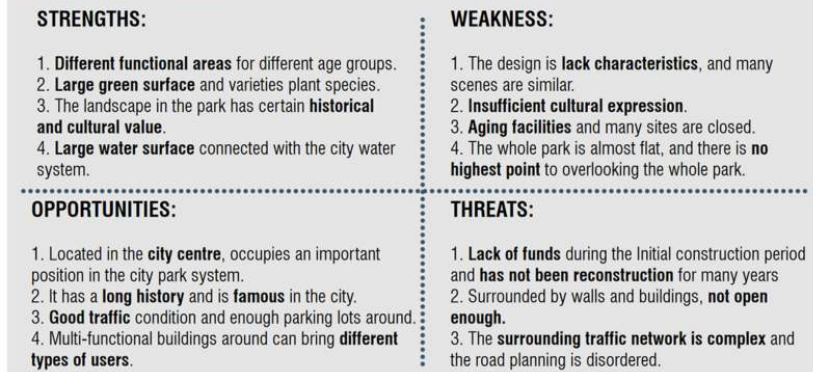 STRENGTHS:
1. Different functional areas for different age groups.
2. Large green surface and varieties plant species.
3. The landscape in the park has certain historical
and cultural value.
4. Large water surface connected with the city water
system.
WEAKNESS:
1. The design is lack characteristics, and many
scenes are similar.
2. Insufficient cultural expression.
3. Aging facilities and many sites are closed.
4. The whole park is almost flat, and there is no
highest point to overlooking the whole park.
OPPORTUNITIES:
1. Located in the city centre, occupies an important
position in the city park system.
2. It has a long history and is famous in the city.
3. Good traffic condition and enough parking lots around.
4. Multi-functional buildings around can bring different
types of users.
THREATS:
1. Lack of funds during the Initial construction period
and has not been reconstruction for many years
2. Surrounded by walls and buildings, not open
enough.
3. The surrounding traffic network is complex and
the road planning is disordered.